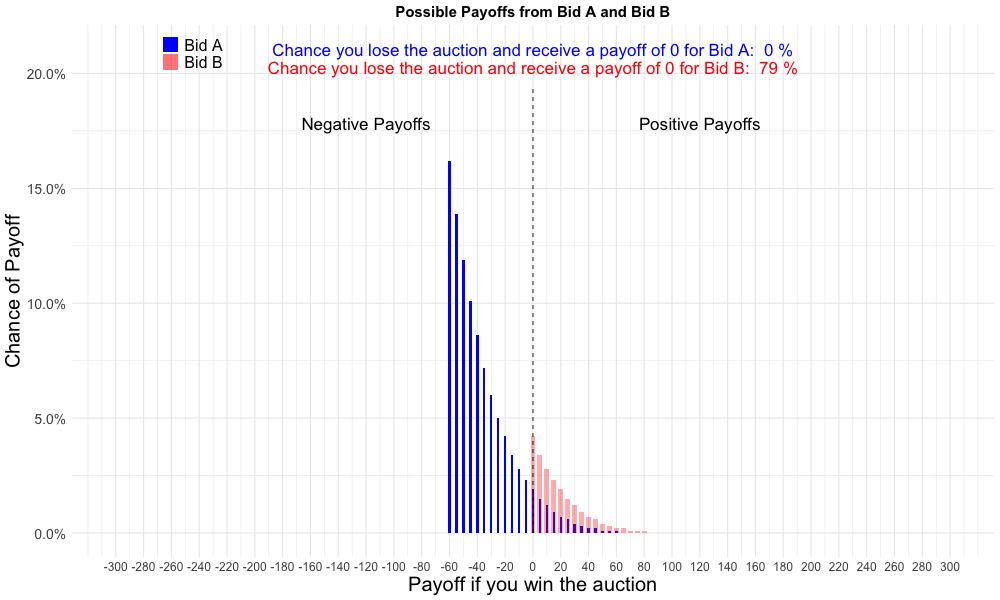 Possible Payoffs from Bid A and Bid B
Bid A
Bid B
Chance you lose the auction and receive a payoff of 0 for Bid A:  0 %
Chance you lose the auction and receive a payoff of 0 for Bid B:  79 %
Negative Payoffs
Positive Payoffs
Chance of Payoff
20.0%
15.0%
10.0%
5.0%
0.0%
-300 -280 -260 -240 -220 -200 -180 -160 -140 -120 -100 -80 -60 -40 -20 0 20 40 60 80 100 120 140 160 180 200 220 240 260 280 300
Payoff if you win the auction